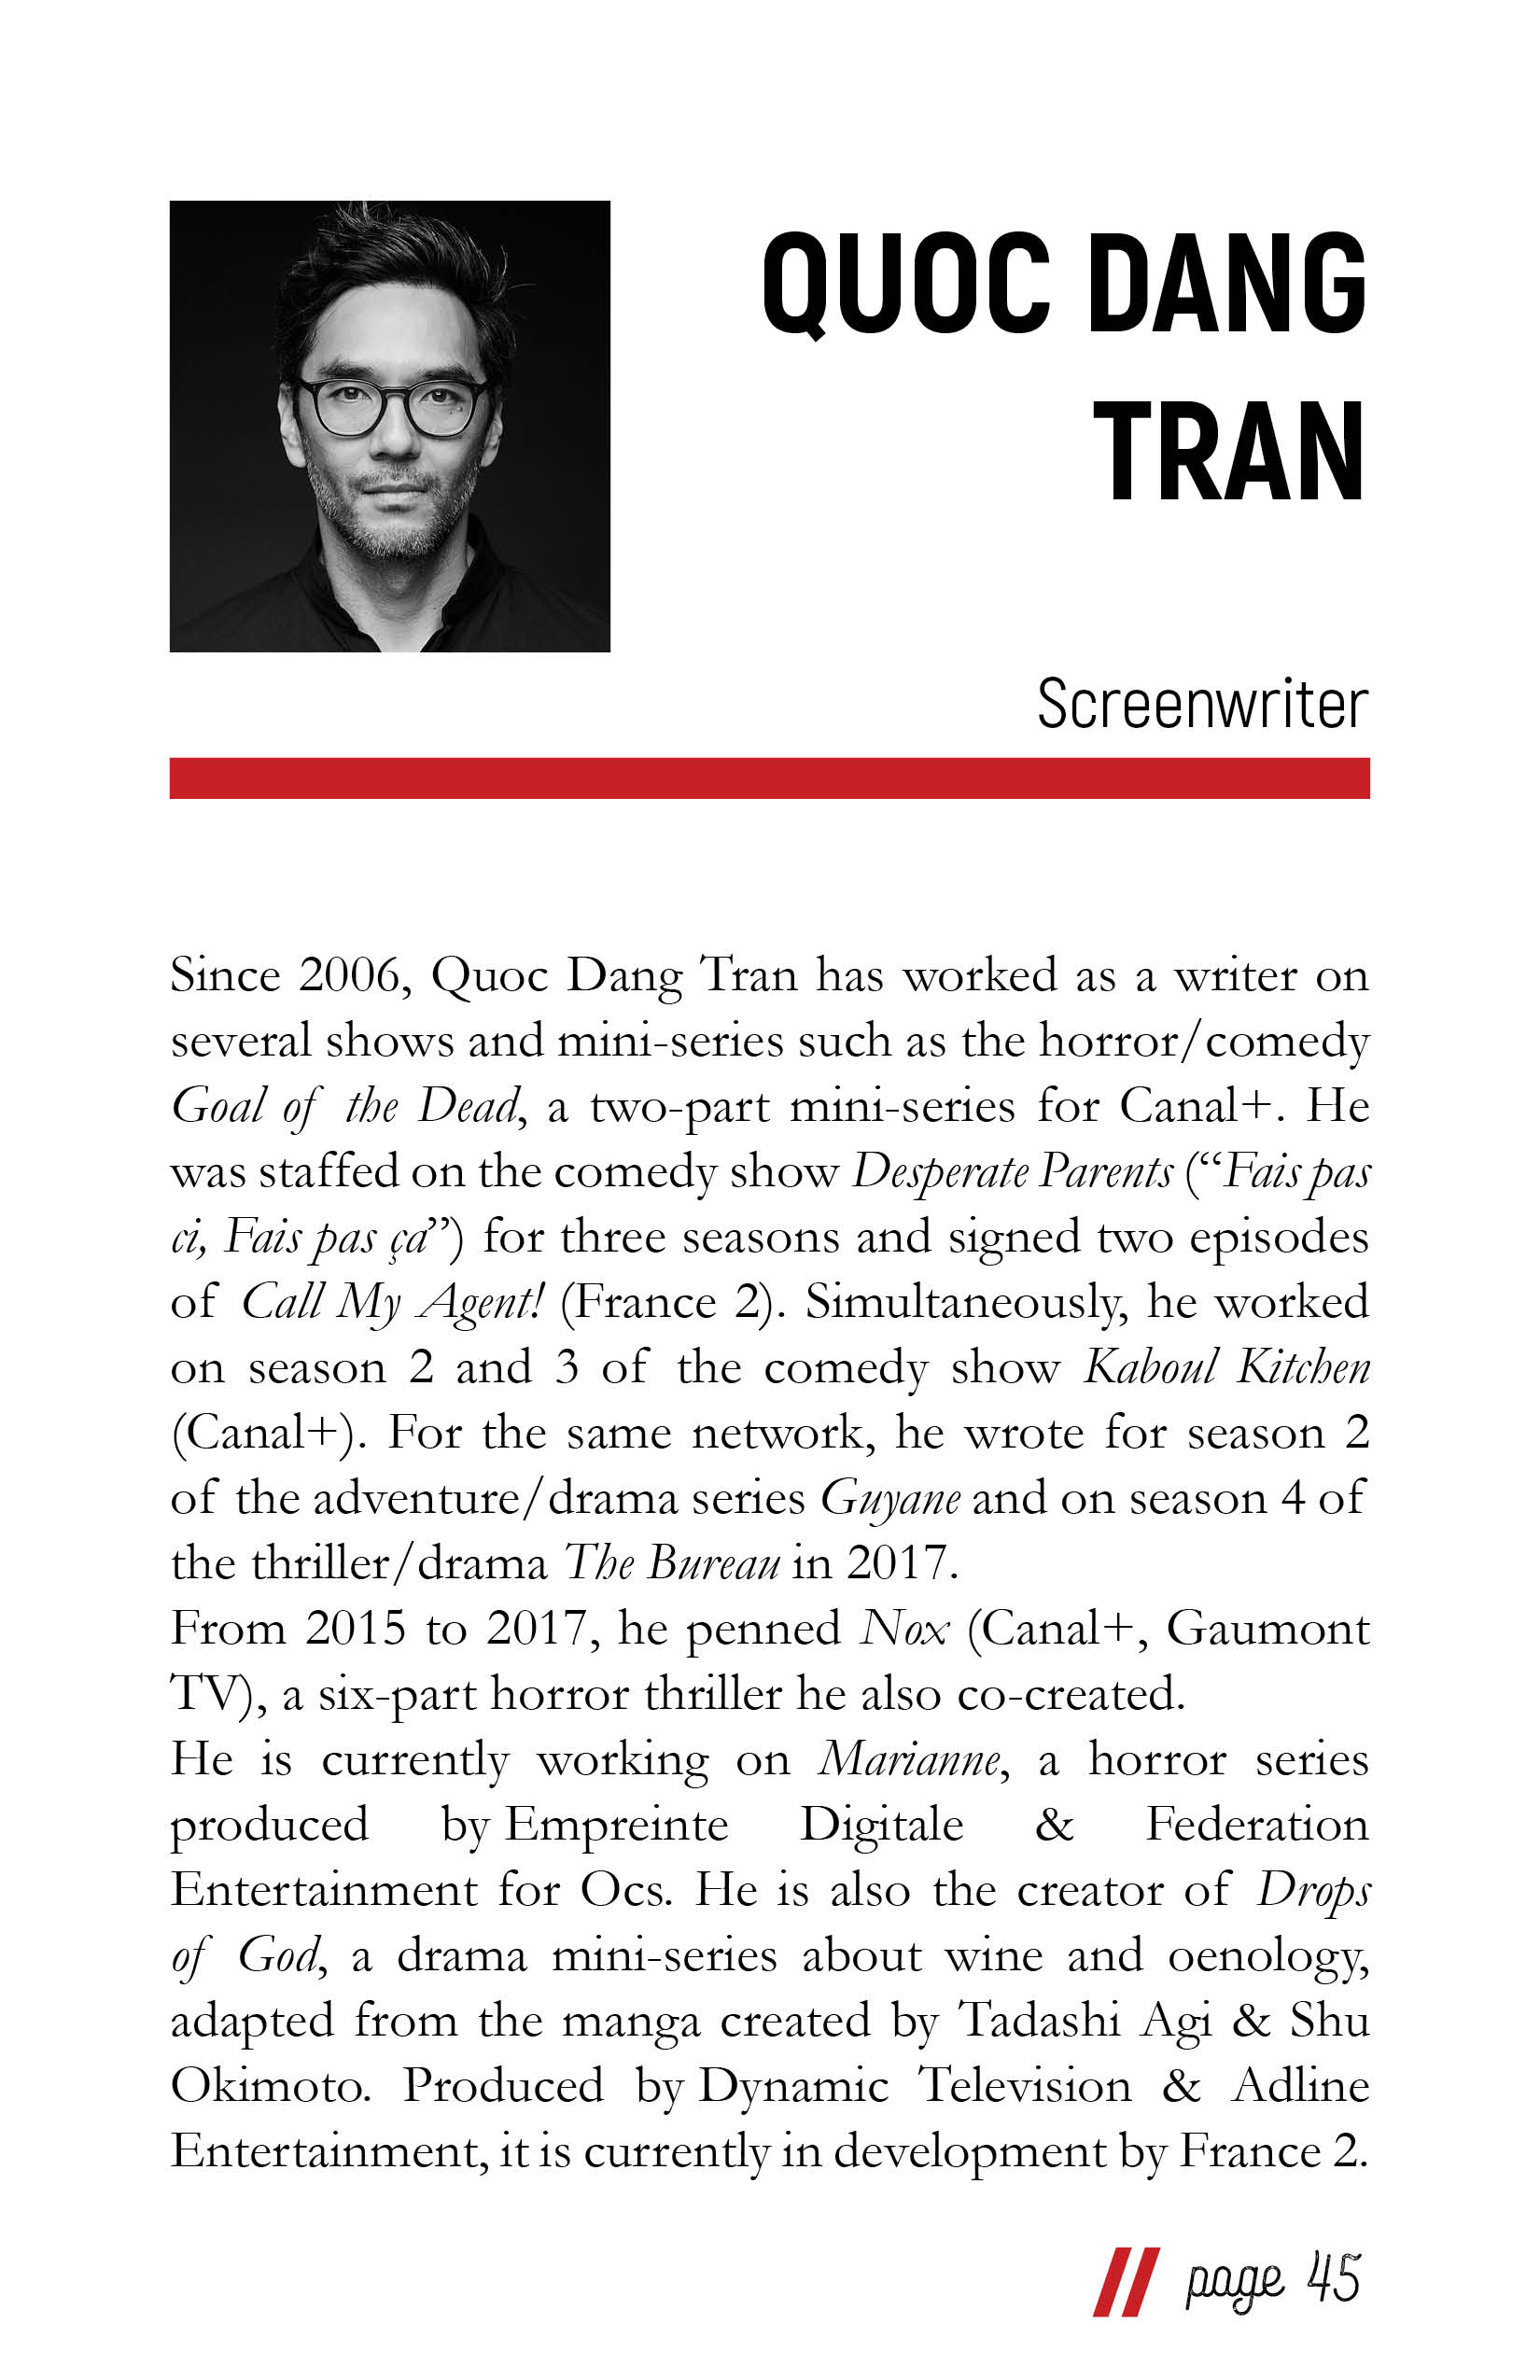 QUOC DANG
TRAN
Screenwriter
Since 2006, Quoc Dang Tran has worked as a writer on
several shows and mini-series such as the horror/comedy
Goal of the Dead, a two-part mini-series for Canal+. He
was staffed on the comedy show Desperate Parents (“Fais pas
ci, Fais pas ça”) for three seasons and signed two episodes
of Call My Agent! (France 2). Simultaneously, he worked
on season 2 and 3 of the comedy show Kaboul Kitchen
(Canal+). For the same network, he wrote for season 2
of the adventure/drama series Guyane and on season 4 of
the thriller/drama The Bureau in 2017.
From 2015 to 2017, he penned Nox (Canal+, Gaumont
TV), a six-part horror thriller he also co-created.
He is currently working on Marianne, a horror series
produced by Empreinte Digitale & Federation
Entertainment for Ocs. He is also the creator of Drops
of God, a drama mini-series about wine and oenology,
adapted from the manga created by Tadashi Agi & Shu
Okimoto. Produced by Dynamic Television & Adline
Entertainment, it is currently in development by France 2.
// page 45